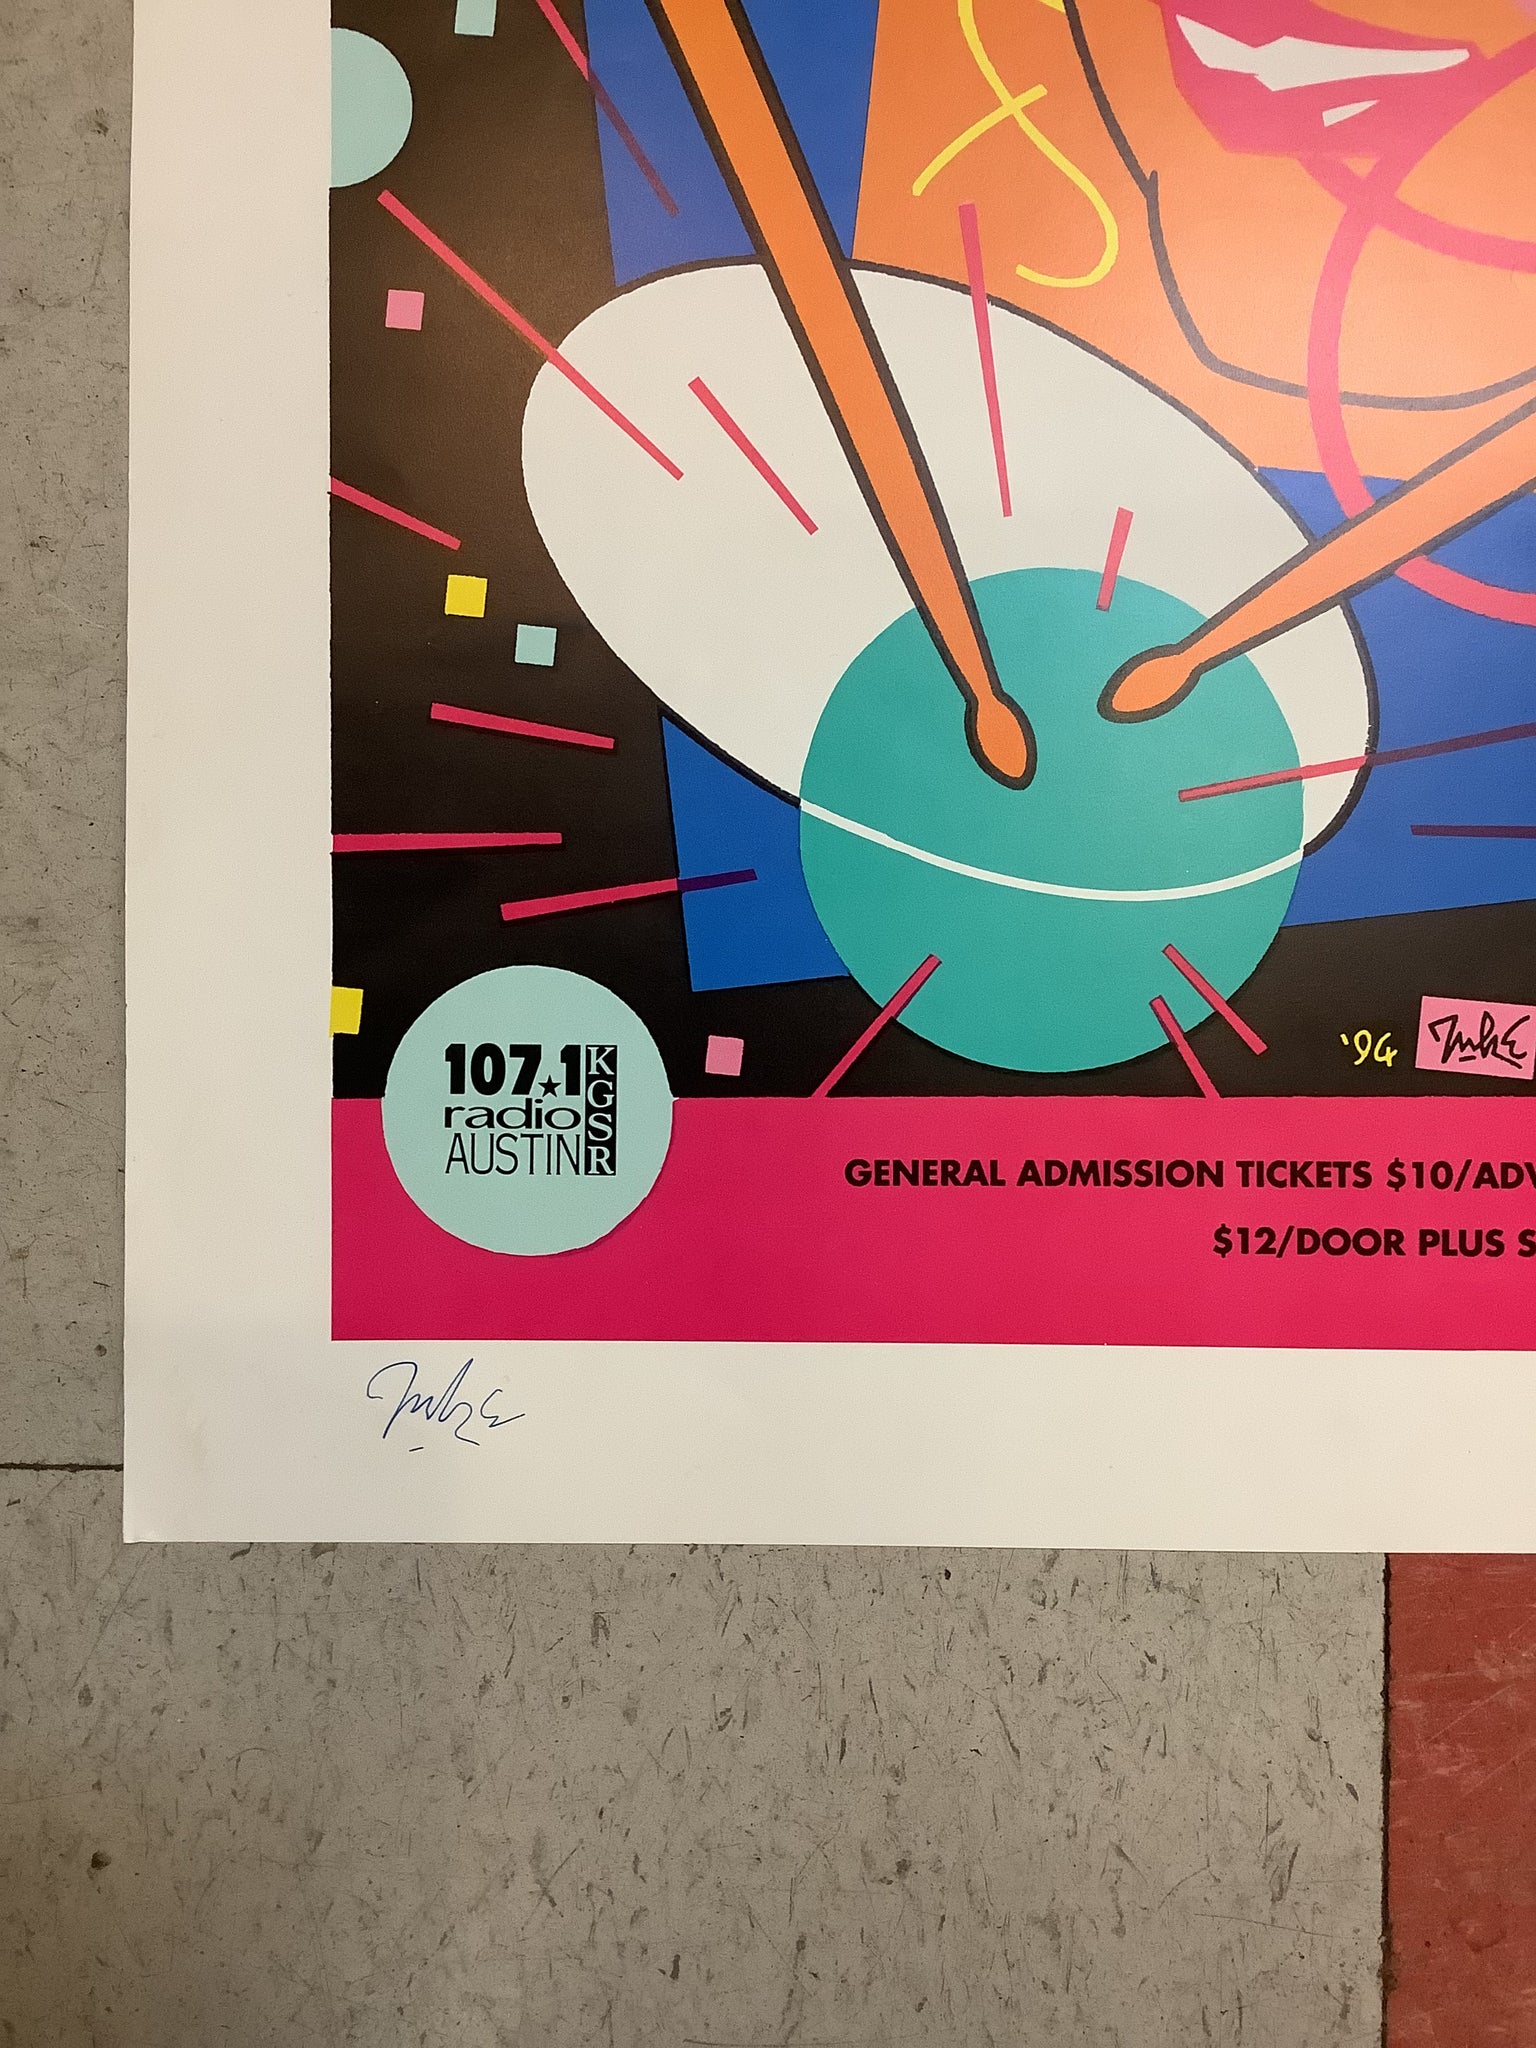 '94
107.1
radio
AUSTIN
KGSR
GENERAL ADMISSION TICKETS $10/ADV
$12/DOOR PLUS S